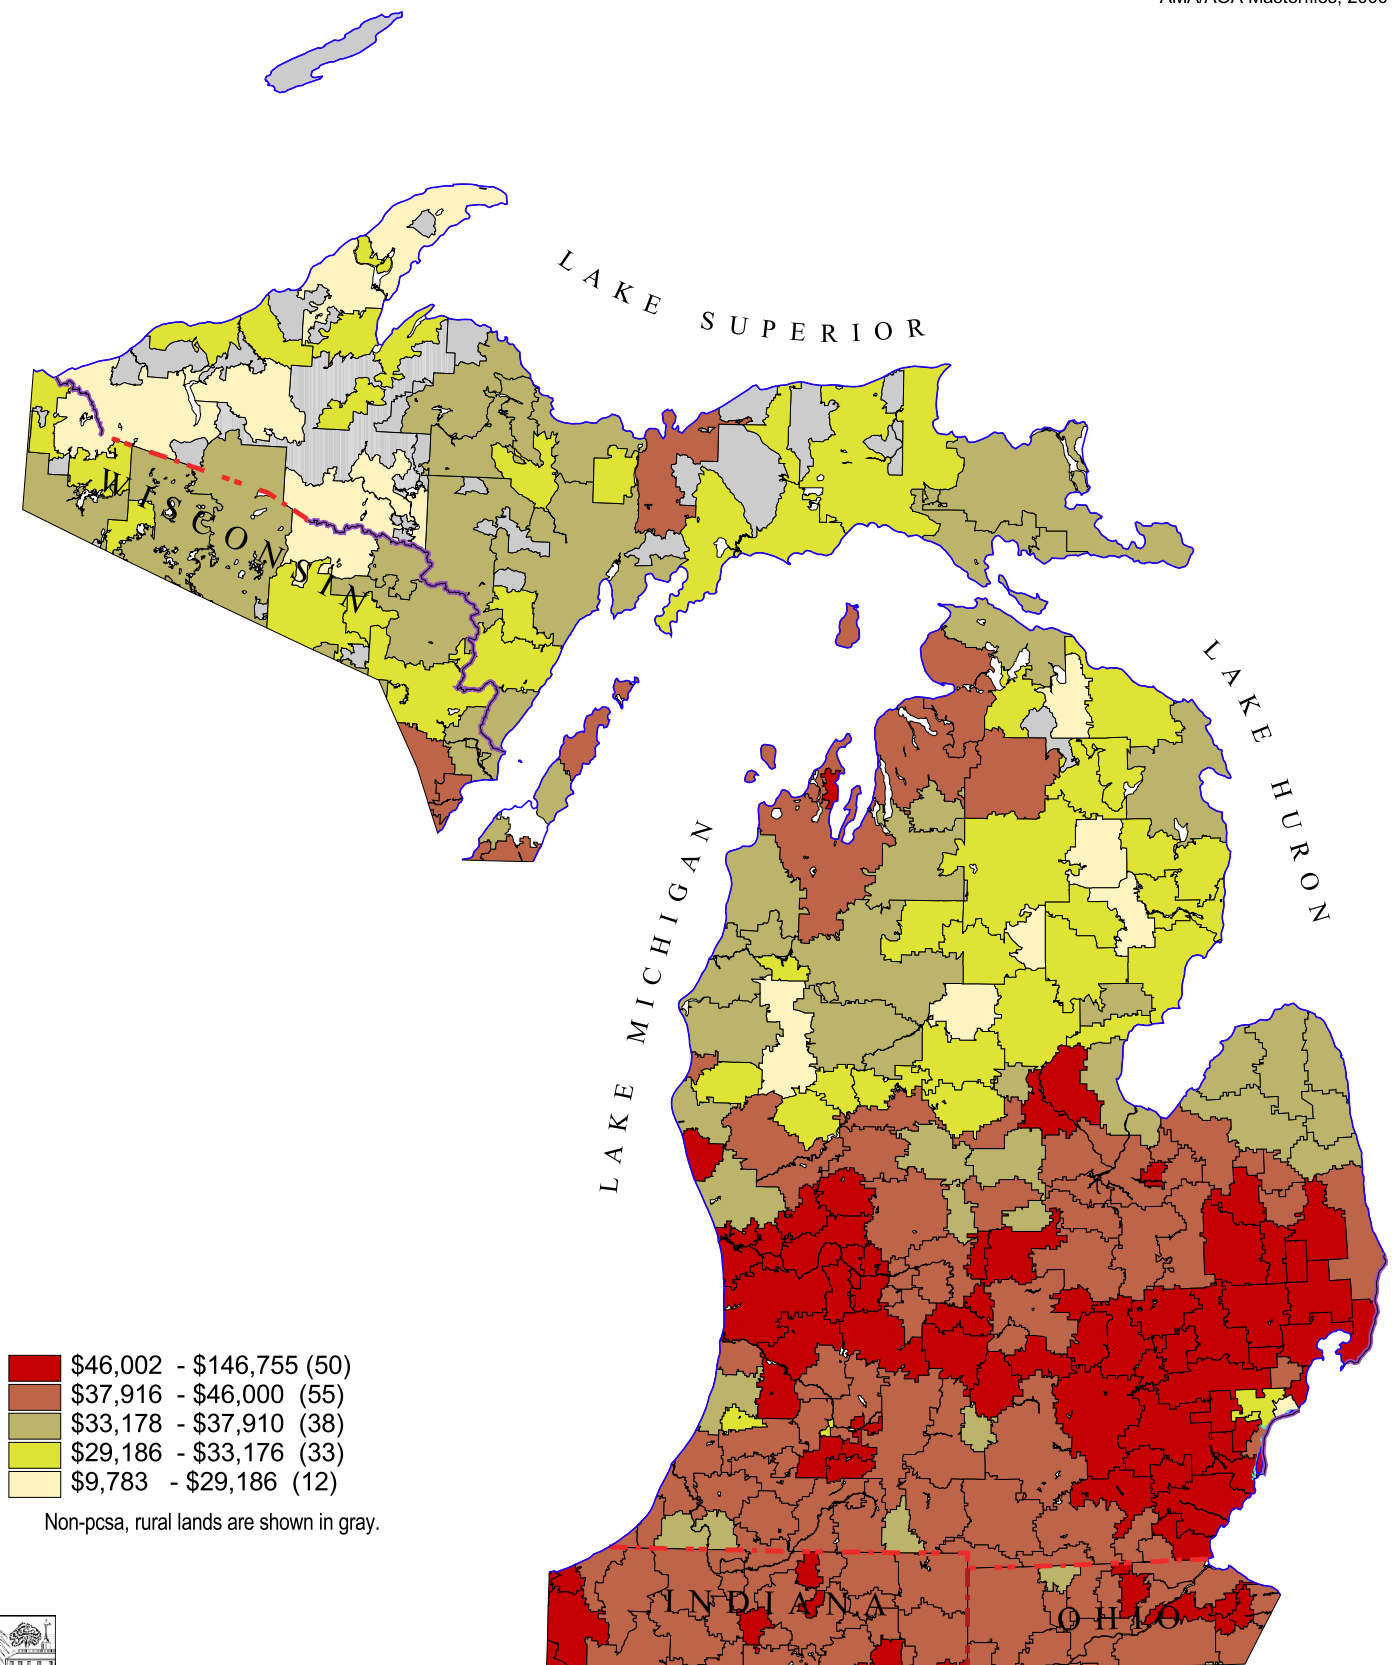 LAKE SUPERIOR
WISCONSIN
LAKE HURON
LAKE MICHIGAN
$46,002 - $146,755 (50)
$37,916 - $46,000 (55)
$33,178 - $37,910 (38)
$29,186 - $33,176 (33)
$9,783 - $29,186 (12)
Non-pcsa, rural lands are shown in gray.
INDIANA
OHIO